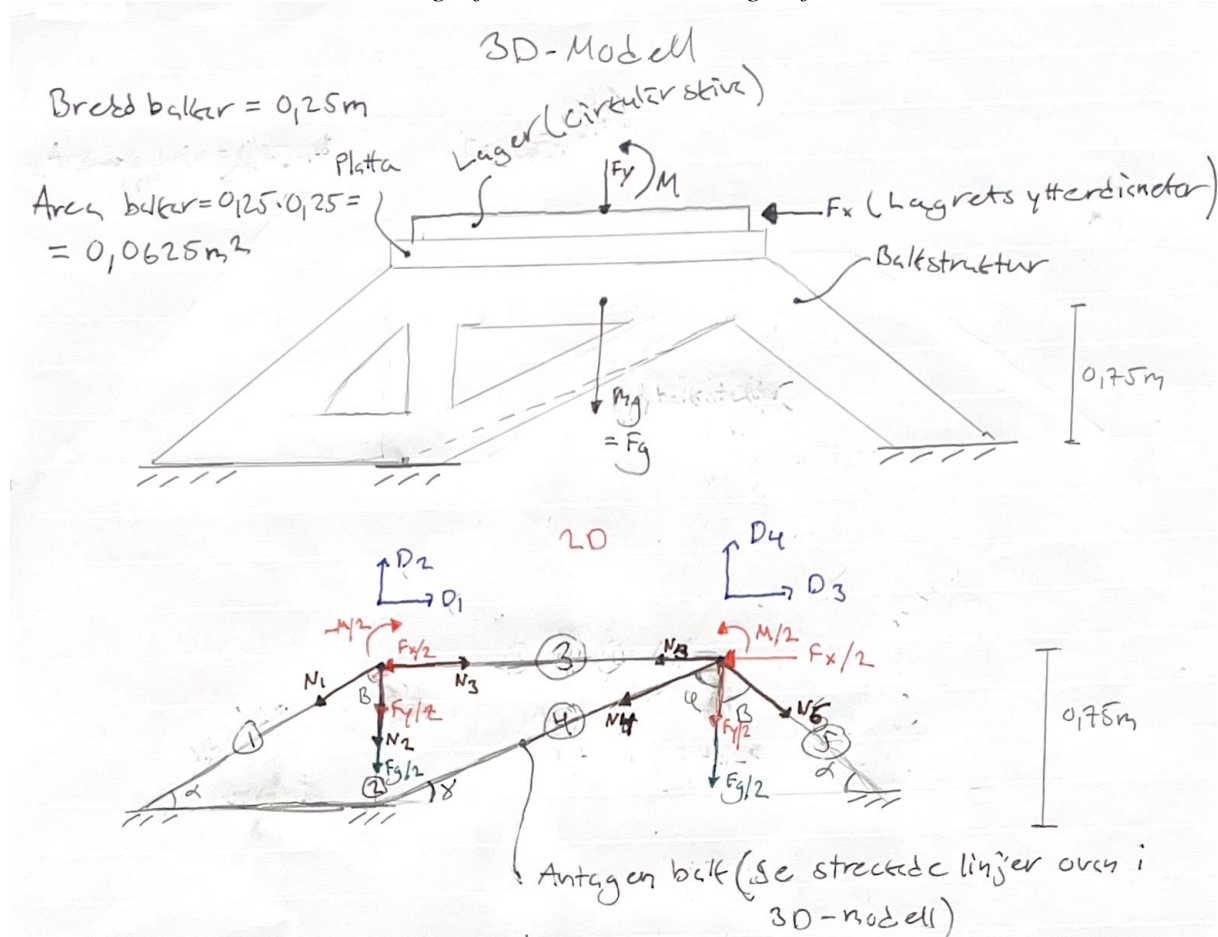 3D-Modell
Bredd balkar = 0,25m
Lager (cirkulär skiva)
Platta
Area balkar = 0,25·0,25 =
= 0,0625m²
Fy
M
Fx (Lagrets ytterdiameter)
Balkstruktur
0,75m
mg
= Fg
2D
D2
D1
D4
D3
-M/2
Fx/2
M/2
Fx/2
N1
N3
N3
B
Fy/2
N2
Fg/2
1
2
3
4
5
N4
φ
B
Fy/2
Fg/2
N5
α
γ
α
0,75m
Antagen balk (Se streckade linjer ovan i
3D-modell)